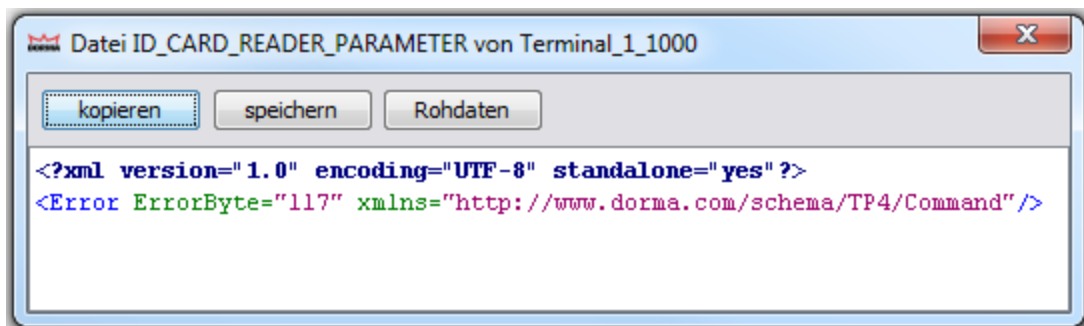 Datei ID_CARD_READER_PARAMETER von Terminal_1_1000
kopieren speichern Rohdaten
<?xml version="1.0" encoding="UTF-8" standalone="yes"?>
<Error ErrorByte="117" xmlns="http://www.dorma.com/schema/TP4/Command"/>